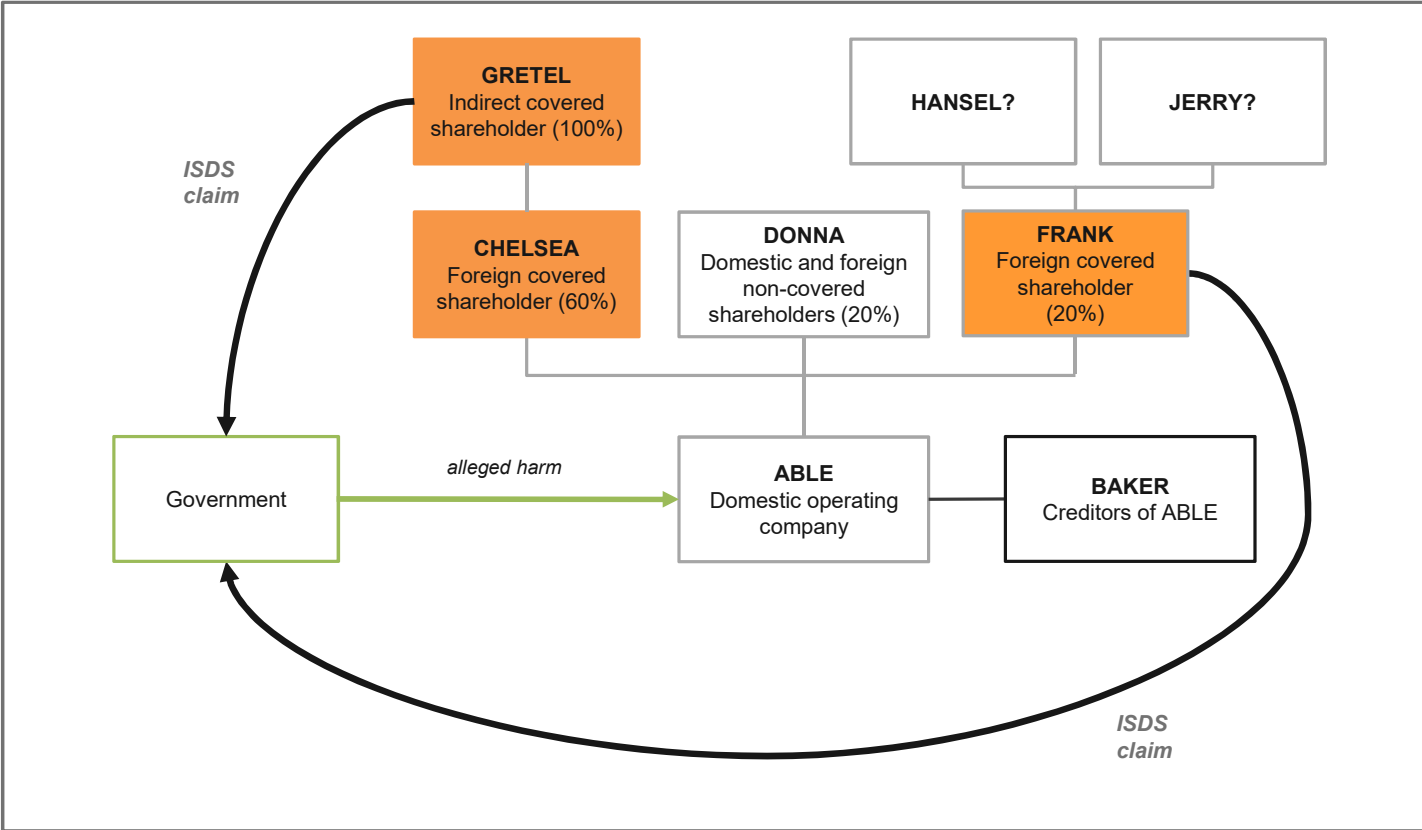 GRETEL
Indirect covered
shareholder (100%)
HANSEL?
JERRY?
ISDS
claim
CHELSEA
Foreign covered
shareholder (60%)
DONNA
Domestic and foreign
non-covered
shareholders (20%)
FRANK
Foreign covered
shareholder
(20%)
Government
alleged harm
ABLE
Domestic operating
company
BAKER
Creditors of ABLE
ISDS
claim